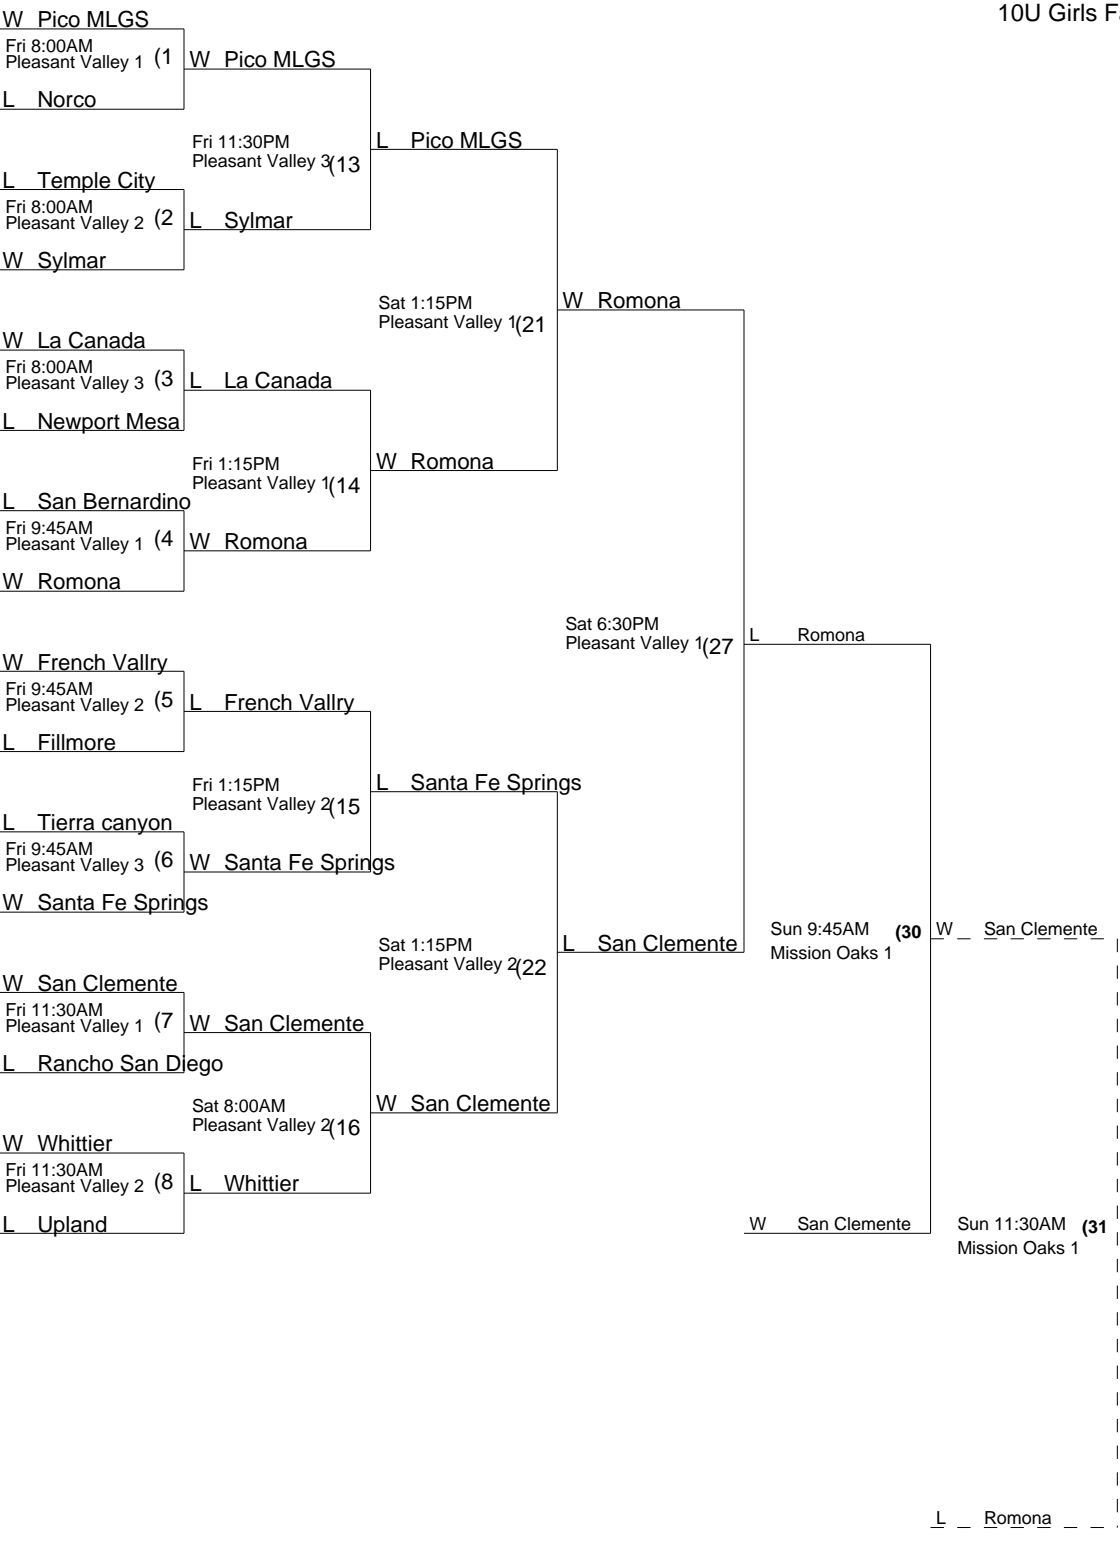 10U Girls Fa
W Pico MLGS
Fri 8:00AM
Pleasant Valley 1 (1
L Norco
L Temple City
Fri 8:00AM
Pleasant Valley 2 (2
W Sylmar
W La Canada
Fri 8:00AM
Pleasant Valley 3 (3
L Newport Mesa
L San Bernardino
Fri 9:45AM
Pleasant Valley 1 (4
W Romona
W French Vallry
Fri 9:45AM
Pleasant Valley 2 (5
L Fillmore
L Tierra canyon
Fri 9:45AM
Pleasant Valley 3 (6
W Santa Fe Springs
W San Clemente
Fri 11:30AM
Pleasant Valley 1 (7
L Rancho San Diego
W Whittier
Fri 11:30AM
Pleasant Valley 2 (8
L Upland
W Pico MLGS
Fri 11:30PM
Pleasant Valley 3 (13
L Sylmar
L La Canada
Fri 1:15PM
Pleasant Valley 1 (14
W Romona
L French Vallry
Fri 1:15PM
Pleasant Valley 2 (15
W Santa Fe Springs
W San Clemente
Sat 8:00AM
Pleasant Valley 2 (16
L Whittier
L Pico MLGS
Sat 1:15PM
Pleasant Valley 1 (21
W Romona
L Santa Fe Springs
Sat 1:15PM
Pleasant Valley 2 (22
W San Clemente
W Romona
Sat 6:30PM
Pleasant Valley 1 (27
L San Clemente
L Romona
Sun 9:45AM (30
Mission Oaks 1
W San Clemente
W San Clemente
Sun 11:30AM (31
Mission Oaks 1
L Romona